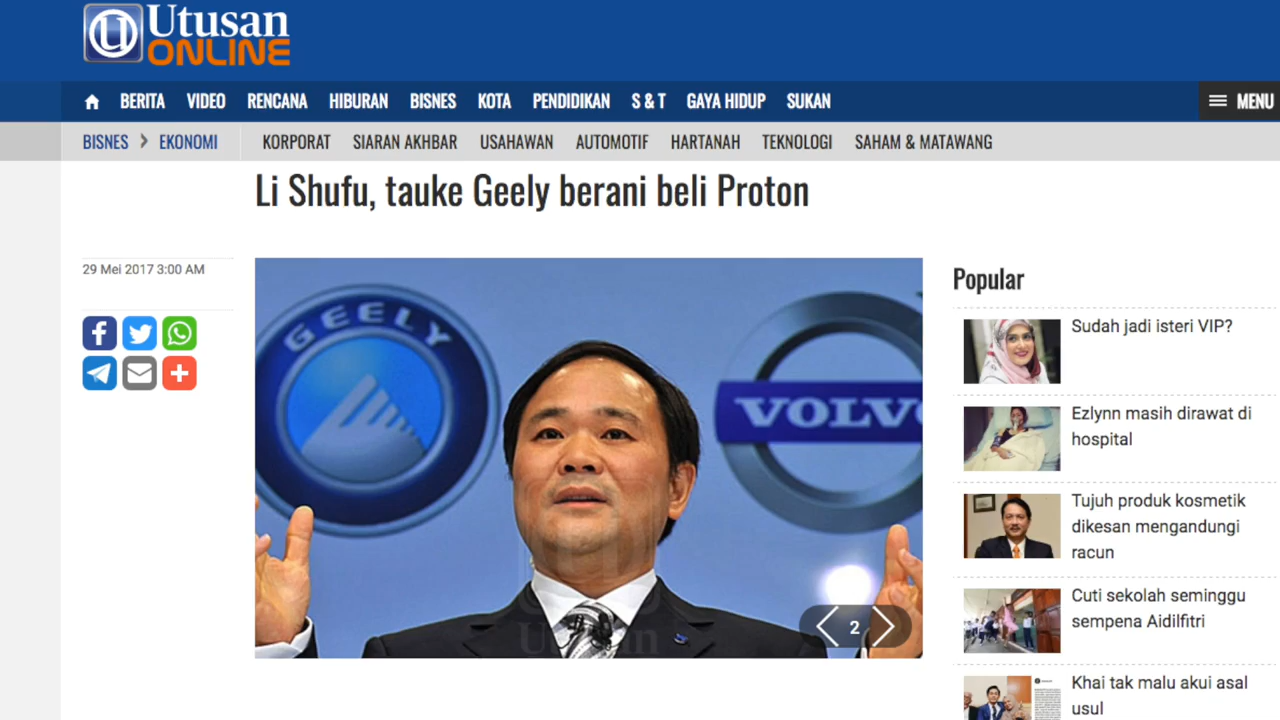 Utusan
ONLINE
BERITA VIDEO RENCANA HIBURAN BISNES KOTA PENDIDIKAN S & T GAYA HIDUP SUKAN
MENU
BISNES EKONOMI KORPORAT SIARAN AKHBAR USAHAWAN AUTOMOTIF HARTANAH TEKNOLOGI SAHAM & MATAWANG
Li Shufu, tauke Geely berani beli Proton
29 Mei 2017 3:00 AM
GEELY
VOLV
Utusan
2
Popular
Sudah jadi isteri VIP?
Ezlynn masih dirawat di
hospital
Tujuh produk kosmetik
dikesan mengandungi
racun
Cuti sekolah seminggu
sempena Aidilfitri
Khai tak malu akui asal
usul